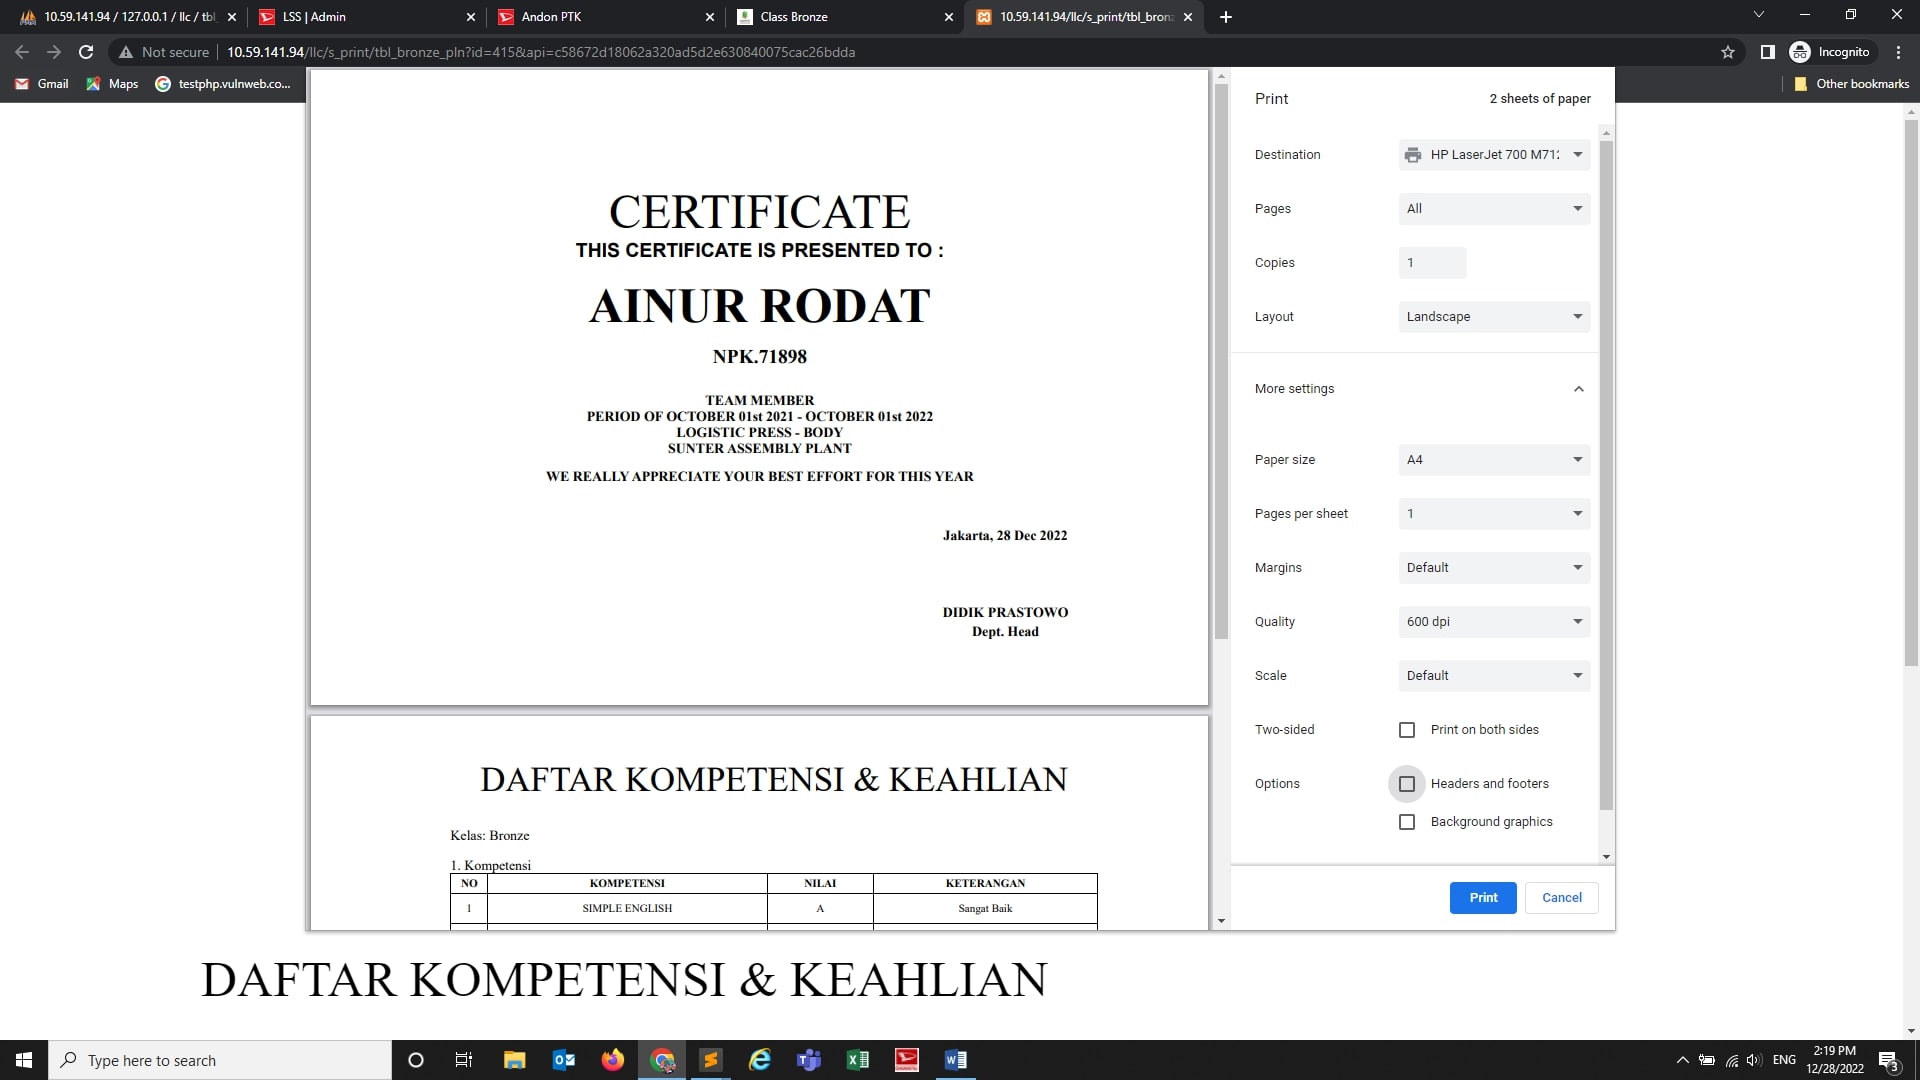 10.59.141.94 / 127.0.0.1 / llc / tbl_
LSS | Admin
Andon PTK
Class Bronze
10.59.141.94/llc/s_print/tbl_bronz
Not secure
10.59.141.94/llc/s_print/tbl_bronze_pln?id=415&api=c58672d18062a320ad5d2e630840075cac26bdda
Incognito
Gmail
Maps
testphp.vulnweb.co...
Other bookmarks
CERTIFICATE
THIS CERTIFICATE IS PRESENTED TO :
AINUR RODAT
NPK.71898
TEAM MEMBER
PERIOD OF OCTOBER 01st 2021 - OCTOBER 01st 2022
LOGISTIC PRESS - BODY
SUNTER ASSEMBLY PLANT
WE REALLY APPRECIATE YOUR BEST EFFORT FOR THIS YEAR
Jakarta, 28 Dec 2022
DIDIK PRASTOWO
Dept. Head
DAFTAR KOMPETENSI & KEAHLIAN
Kelas: Bronze
1. Kompetensi
NO KOMPETENSI NILAI KETERANGAN
1 SIMPLE ENGLISH A Sangat Baik
Print 2 sheets of paper
Destination HP LaserJet 700 M712
Pages All
Copies 1
Layout Landscape
More settings
Paper size A4
Pages per sheet 1
Margins Default
Quality 600 dpi
Scale Default
Two-sided Print on both sides
Options Headers and footers
Background graphics
Print Cancel
DAFTAR KOMPETENSI & KEAHLIAN
Type here to search
ENG
2:19 PM
12/28/2022
3